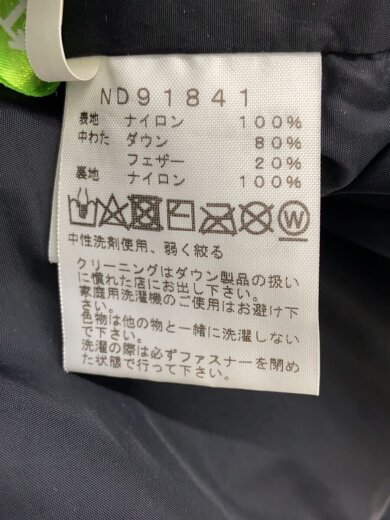 ND91841
表地 ナイロン 100%
中わた ダウン 80%
フェザー 20%
裏地 ナイロン 100%
W
中性洗剤使用、弱く絞る
クリーニングはダウン製品の扱い
に慣れた店にお出し下さい。
家庭用洗濯機のご使用はお避け下
さい。
色物は他の物と一緒に洗濯しない
で下さい。
洗濯の際は必ずファスナーを閉め
た状態で行って下さい。